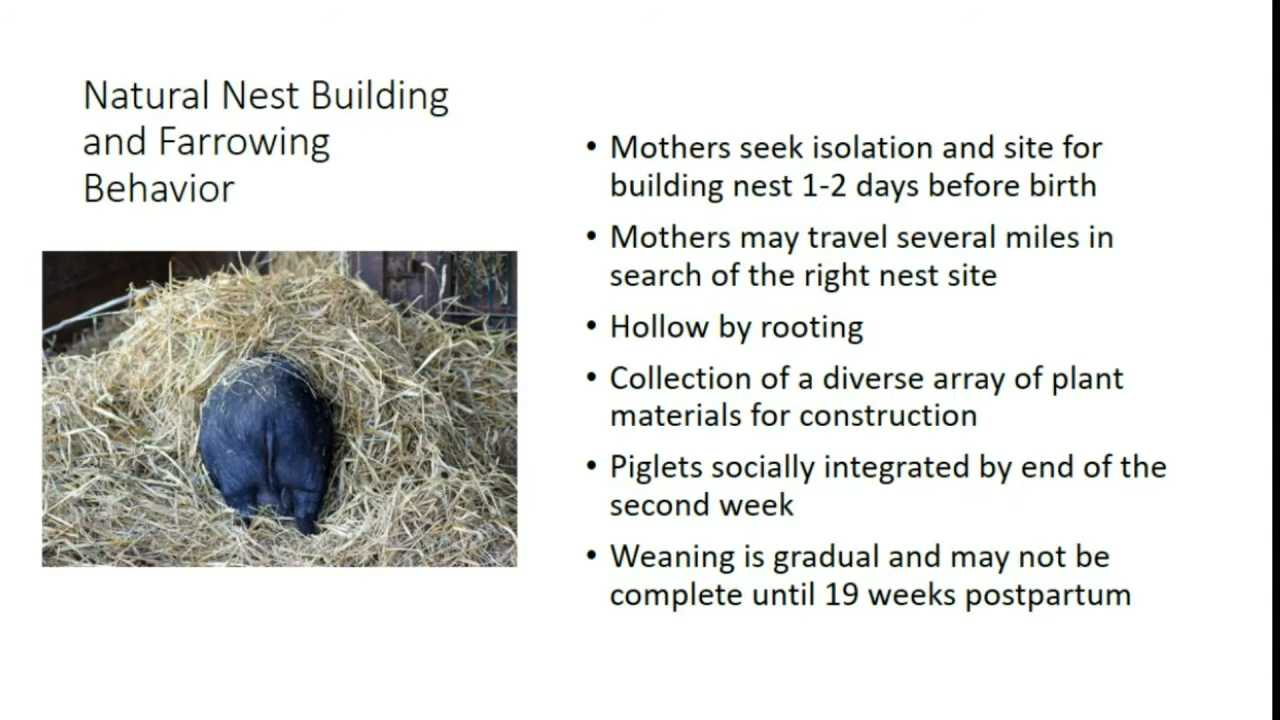 Natural Nest Building
and Farrowing
Behavior
• Mothers seek isolation and site for
building nest 1-2 days before birth
• Mothers may travel several miles in
search of the right nest site
• Hollow by rooting
• Collection of a diverse array of plant
materials for construction
• Piglets socially integrated by end of the
second week
• Weaning is gradual and may not be
complete until 19 weeks postpartum